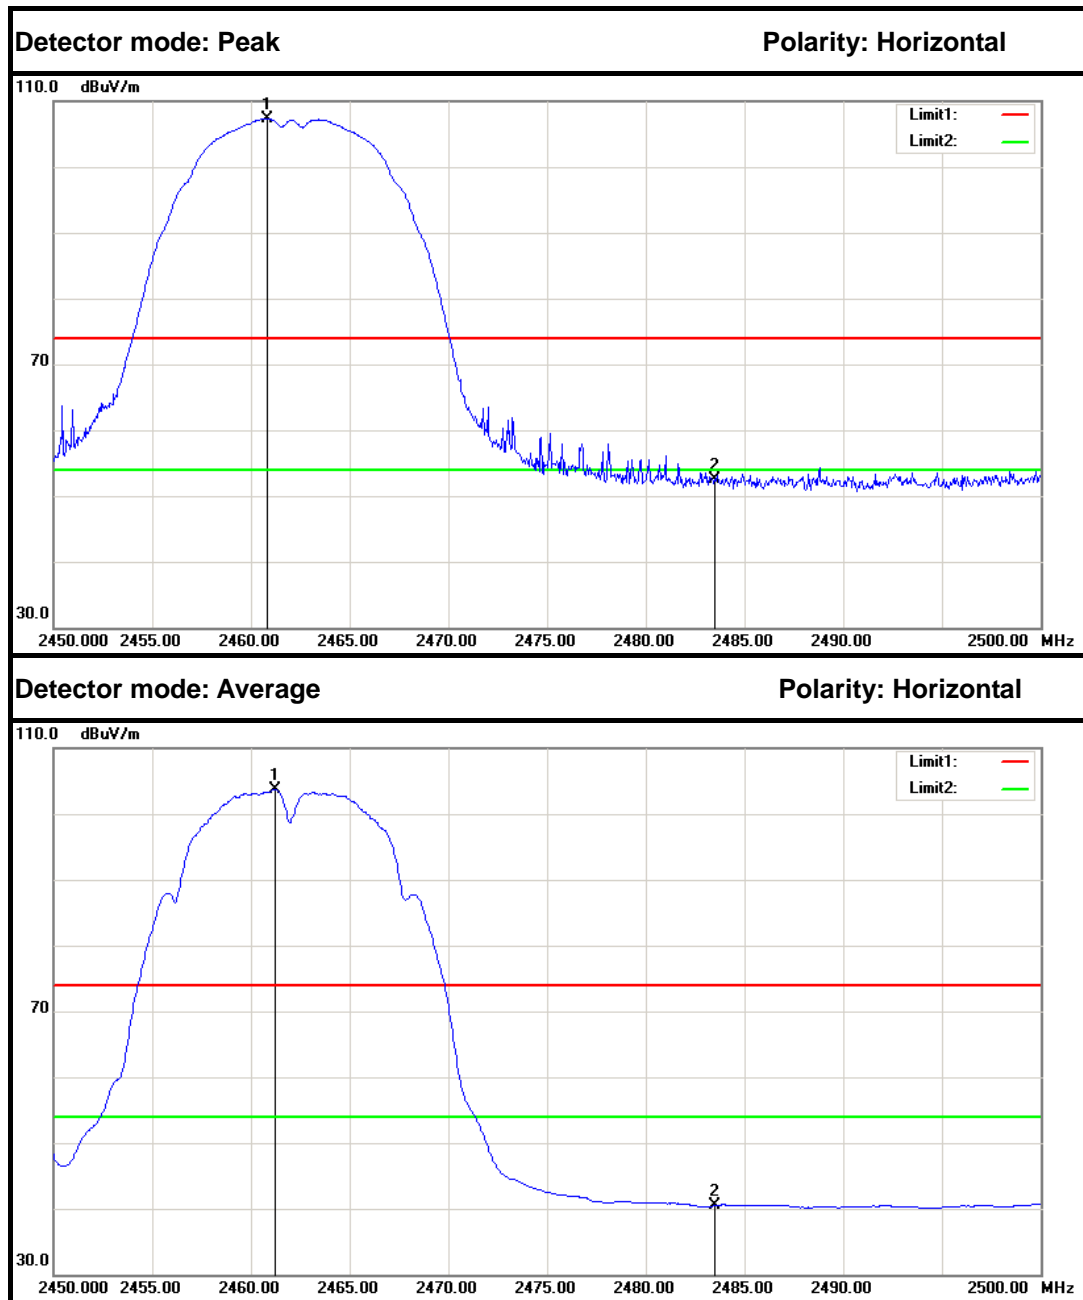 Detector mode: Peak Polarity: Horizontal
110.0 dBuV/m
1
Limit1:
Limit2:
70
2
30.0
2450.000 2455.00 2460.00 2465.00 2470.00 2475.00 2480.00 2485.00 2490.00 2500.00 MHz
Detector mode: Average Polarity: Horizontal
110.0 dBuV/m
1
Limit1:
Limit2:
70
2
30.0
2450.000 2455.00 2460.00 2465.00 2470.00 2475.00 2480.00 2485.00 2490.00 2500.00 MHz